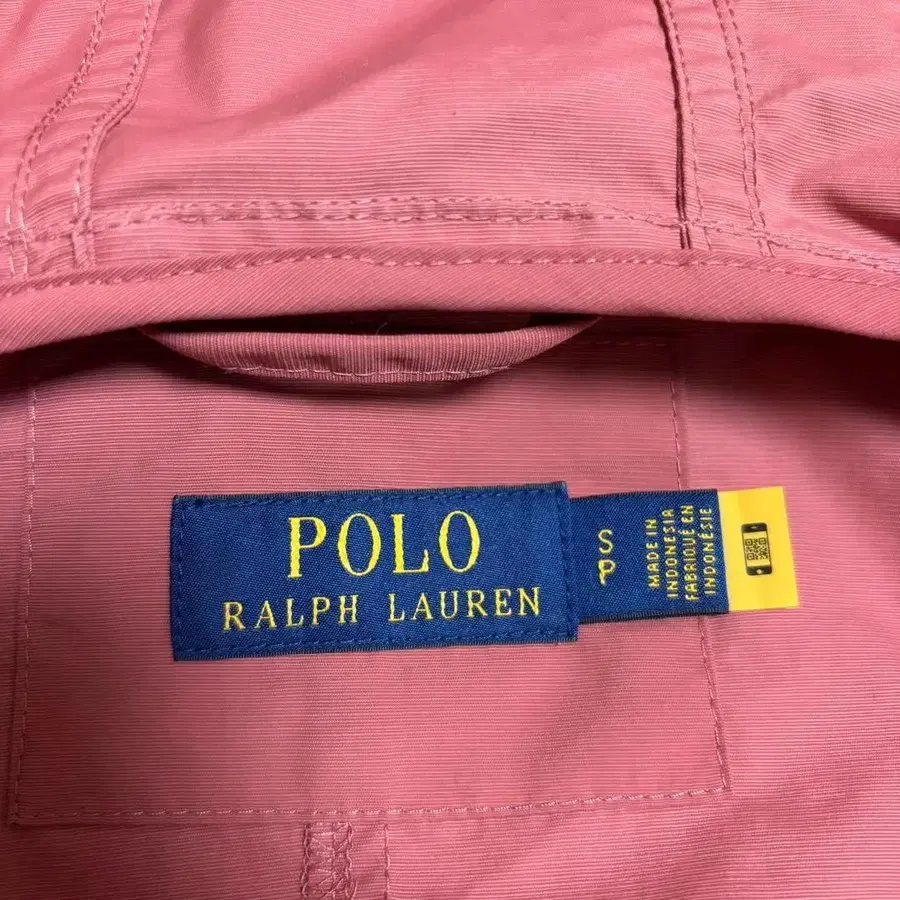 POLO
RALPH LAUREN
S
P
MADE IN
INDONESIA
FABRIQUÉ EN
INDONÉSIE